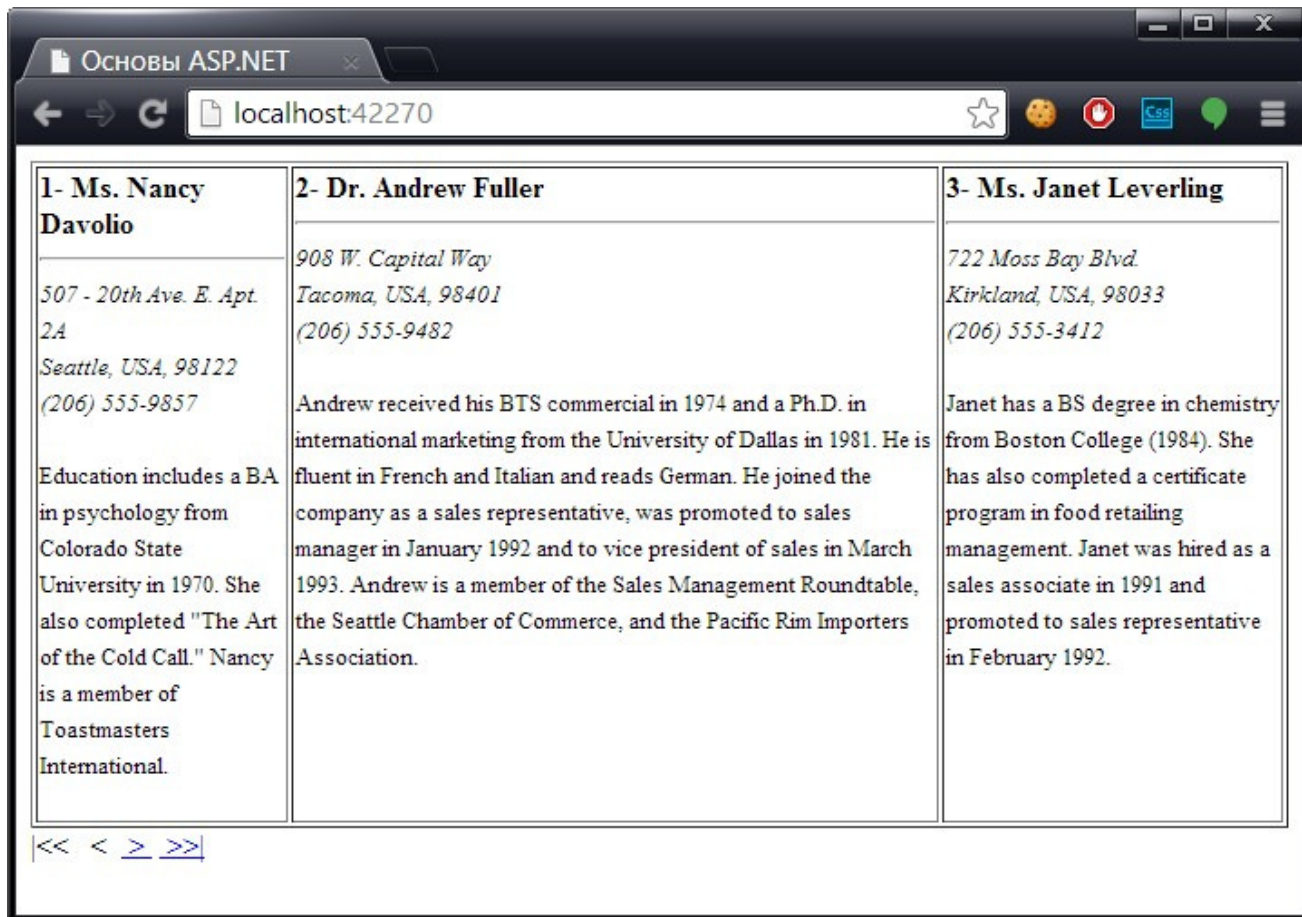 Основы ASP.NET
localhost:42270
Css
1- Ms. Nancy
Davolio
507 - 20th Ave. E. Apt.
2A
Seattle, USA, 98122
(206) 555-9857
Education includes a BA
in psychology from
Colorado State
University in 1970. She
also completed "The Art
of the Cold Call." Nancy
is a member of
Toastmasters
International.
2- Dr. Andrew Fuller
908 W. Capital Way
Tacoma, USA, 98401
(206) 555-9482
Andrew received his BTS commercial in 1974 and a Ph.D. in
international marketing from the University of Dallas in 1981. He is
fluent in French and Italian and reads German. He joined the
company as a sales representative, was promoted to sales
manager in January 1992 and to vice president of sales in March
1993. Andrew is a member of the Sales Management Roundtable,
the Seattle Chamber of Commerce, and the Pacific Rim Importers
Association.
3- Ms. Janet Leverling
722 Moss Bay Blvd.
Kirkland, USA, 98033
(206) 555-3412
Janet has a BS degree in chemistry
from Boston College (1984). She
has also completed a certificate
program in food retailing
management. Janet was hired as a
sales associate in 1991 and
promoted to sales representative
in February 1992.
|<< < > >>|